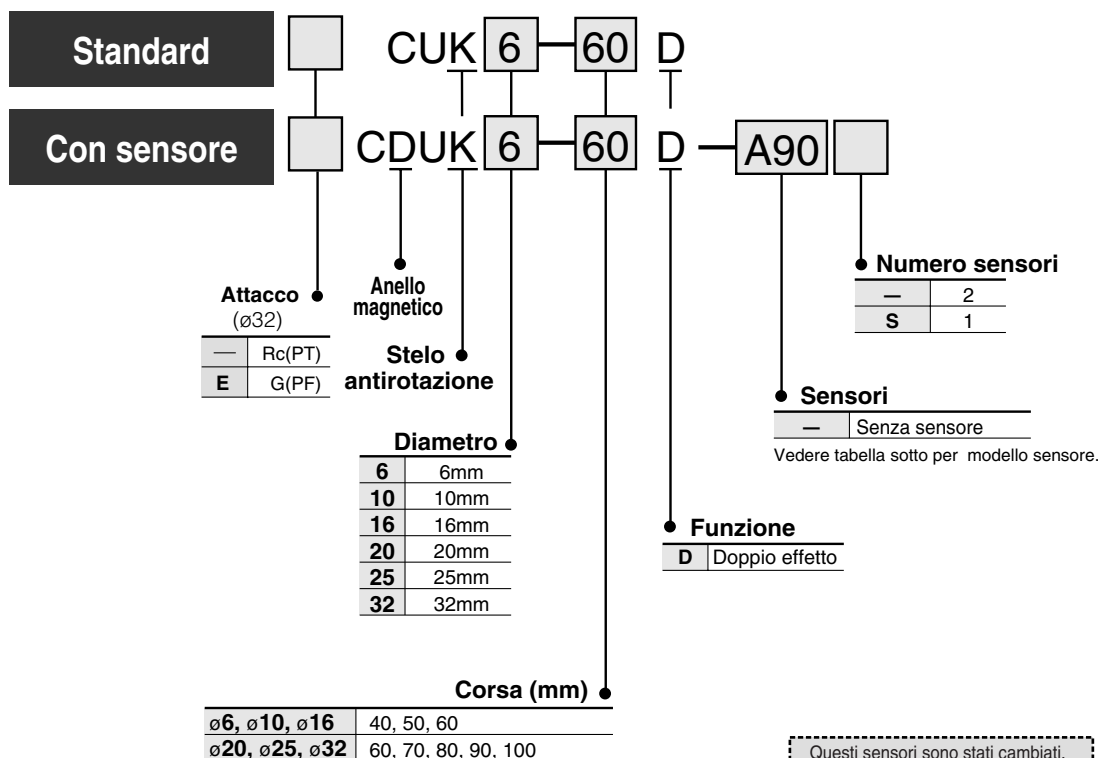 Standard
CUK 6 — 60 D
Con sensore
CDUK 6 — 60 D — A90
Numero sensori
— 2
S 1
Anello
magnetico
Attacco
(ø32)
— Rc(PT)
E G(PF)
Stelo
antirotazione
Sensori
— Senza sensore
Vedere tabella sotto per modello sensore.
Diametro
6 6mm
10 10mm
16 16mm
20 20mm
25 25mm
32 32mm
Funzione
D Doppio effetto
Corsa (mm)
ø6, ø10, ø16 40, 50, 60
ø20, ø25, ø32 60, 70, 80, 90, 100
Questi sensori sono stati cambiati.